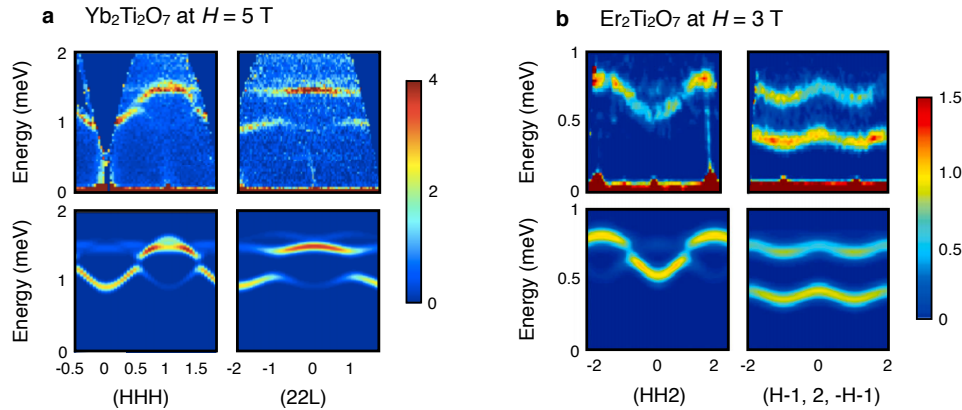 a Yb₂Ti₂O₇ at H = 5 T
2
1
0
Energy (meV)
4
2
0
2
1
0
Energy (meV)
-0.5 0 0.5 1 1.5
(HHH)
-2 -1 0 1
(22L)
b Er₂Ti₂O₇ at H = 3 T
1
0.5
0
Energy (meV)
1.5
1
0.5
0
1
0.5
0
Energy (meV)
-2 0 2
(HH2)
-2 0 2
(H-1, 2, -H-1)